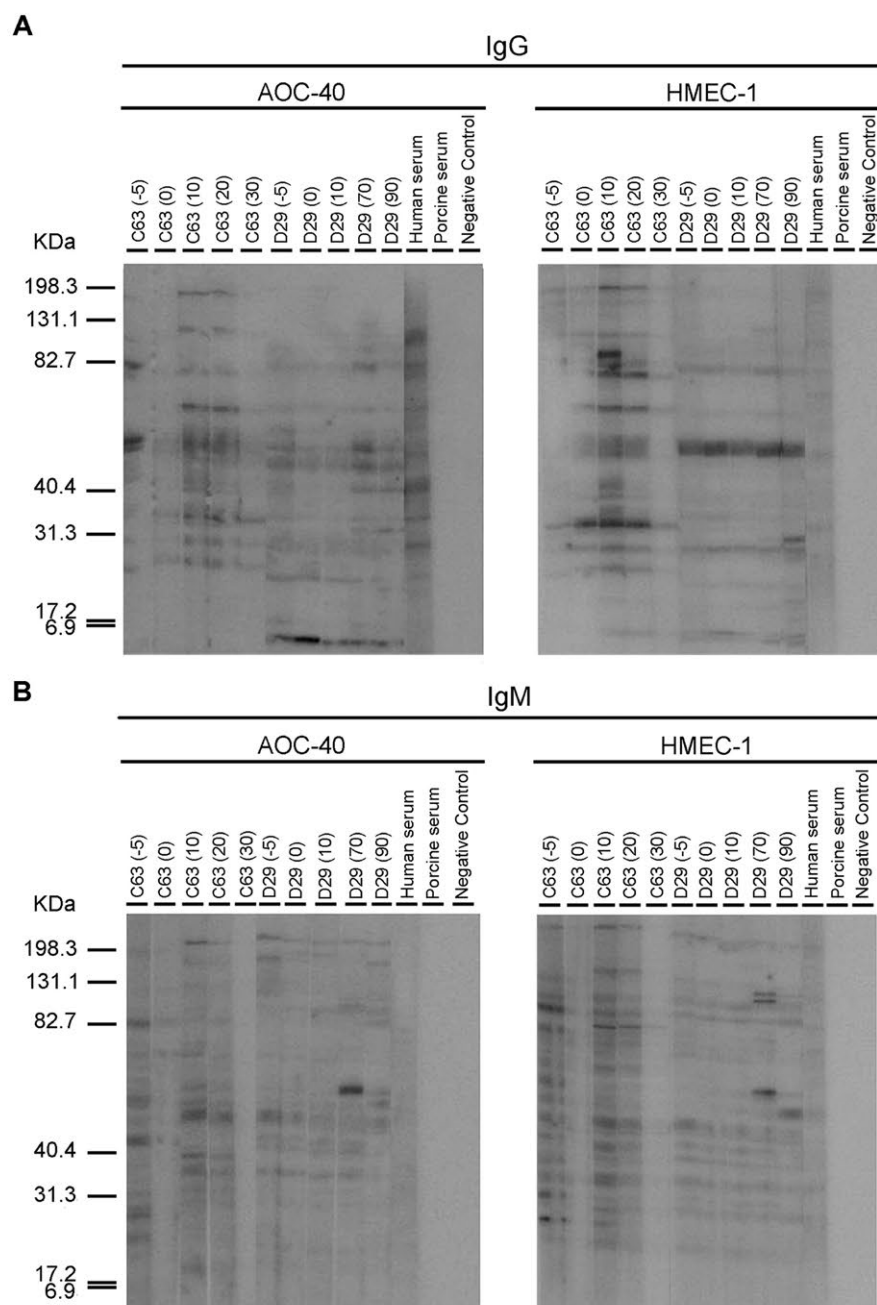 A
IgG
AOC-40
HMEC-1
C63 (-5)
C63 (0)
C63 (10)
C63 (20)
C63 (30)
D29 (-5)
D29 (0)
D29 (10)
D29 (70)
D29 (90)
Human serum
Porcine serum
Negative Control
C63 (-5)
C63 (0)
C63 (10)
C63 (20)
C63 (30)
D29 (-5)
D29 (0)
D29 (10)
D29 (70)
D29 (90)
Human serum
Porcine serum
Negative Control
KDa
198.3
131.1
82.7
40.4
31.3
17.2
6.9
B
IgM
AOC-40
HMEC-1
C63 (-5)
C63 (0)
C63 (10)
C63 (20)
C63 (30)
D29 (-5)
D29 (0)
D29 (10)
D29 (70)
D29 (90)
Human serum
Porcine serum
Negative Control
C63 (-5)
C63 (0)
C63 (10)
C63 (20)
C63 (30)
D29 (-5)
D29 (0)
D29 (10)
D29 (70)
D29 (90)
Human serum
Porcine serum
Negative Control
KDa
198.3
131.1
82.7
40.4
31.3
17.2
6.9